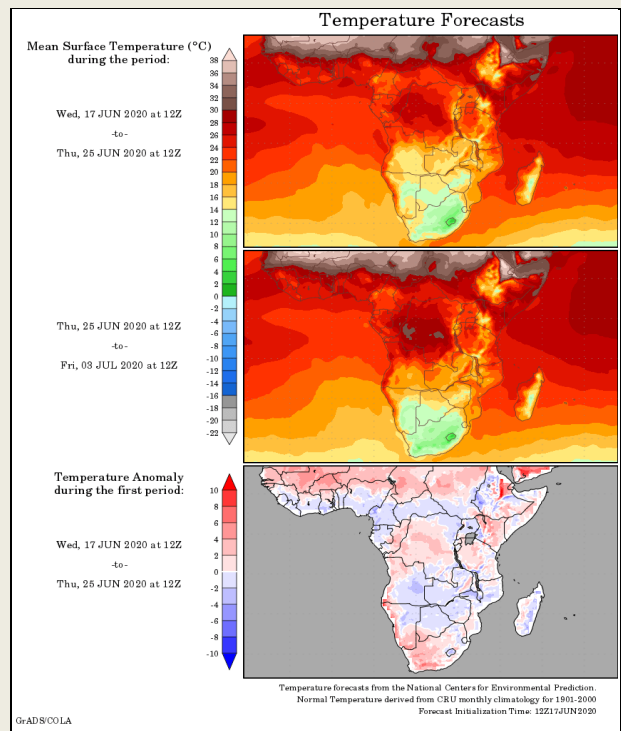 Temperature Forecasts
Mean Surface Temperature (°C)
during the period:
Wed, 17 JUN 2020 at 12Z
-to-
Thu, 25 JUN 2020 at 12Z
38
36
34
32
30
28
26
24
22
20
18
16
14
12
10
8
6
4
2
0
-2
-4
-6
-8
-10
-12
-14
-16
-18
-20
-22
Thu, 25 JUN 2020 at 12Z
-to-
Fri, 03 JUL 2020 at 12Z
Temperature Anomaly
during the first period:
Wed, 17 JUN 2020 at 12Z
-to-
Thu, 25 JUN 2020 at 12Z
10
8
6
4
2
0
-2
-4
-6
-8
-10
Temperature forecasts from the National Centers for Environmental Prediction.
Normal Temperature derived from CRU monthly climatology for 1901-2000
Forecast Initialization Time: 12Z17JUN2020
GrADS/COLA